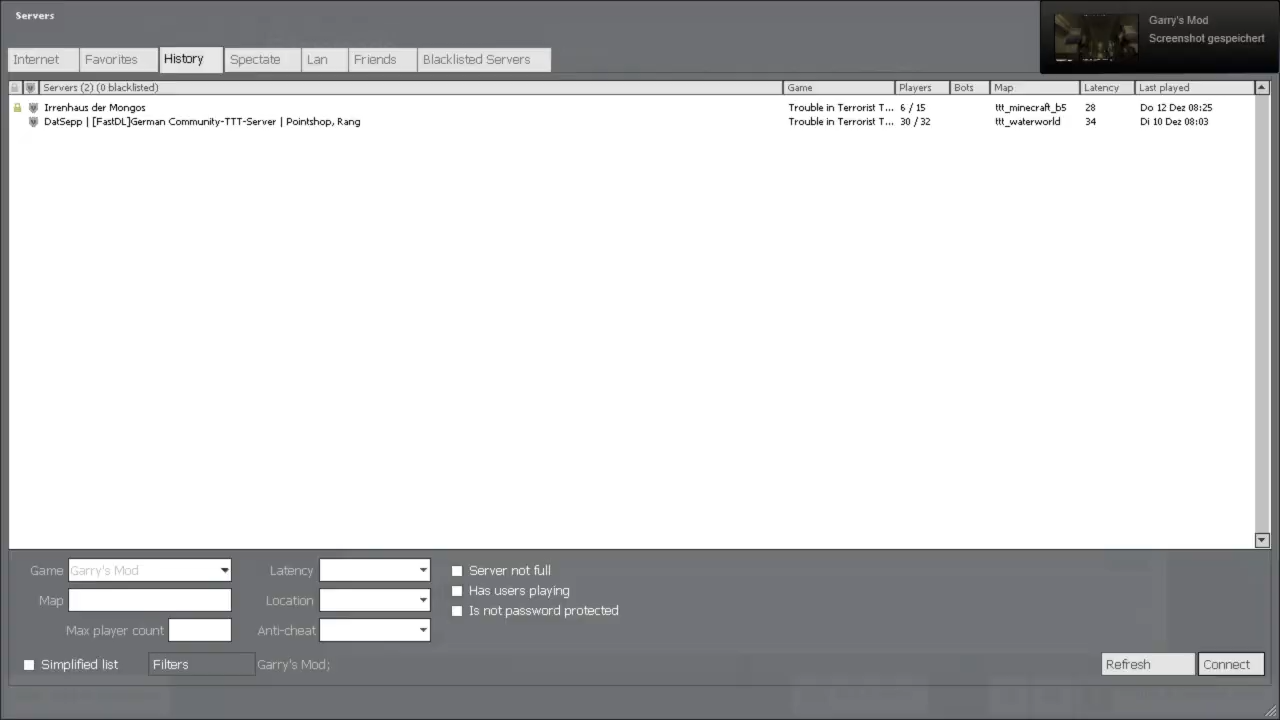 Servers
Garry's Mod
Screenshot gespeichert
Internet Favorites History Spectate Lan Friends Blacklisted Servers
Servers (2) (0 blacklisted) Game Players Bots Map Latency Last played
Irrenhaus der Mongos Trouble in Terrorist T... 6 / 15 ttt_minecraft_b5 28 Do 12 Dez 08:25
DatSepp | [FastDL]German Community-TTT-Server | Pointshop, Rang Trouble in Terrorist T... 30 / 32 ttt_waterworld 34 Di 10 Dez 08:03
Game Garry's Mod Latency Server not full
Has users playing
Map Location Is not password protected
Max player count Anti-cheat
Simplified list Filters Garry's Mod; Refresh Connect